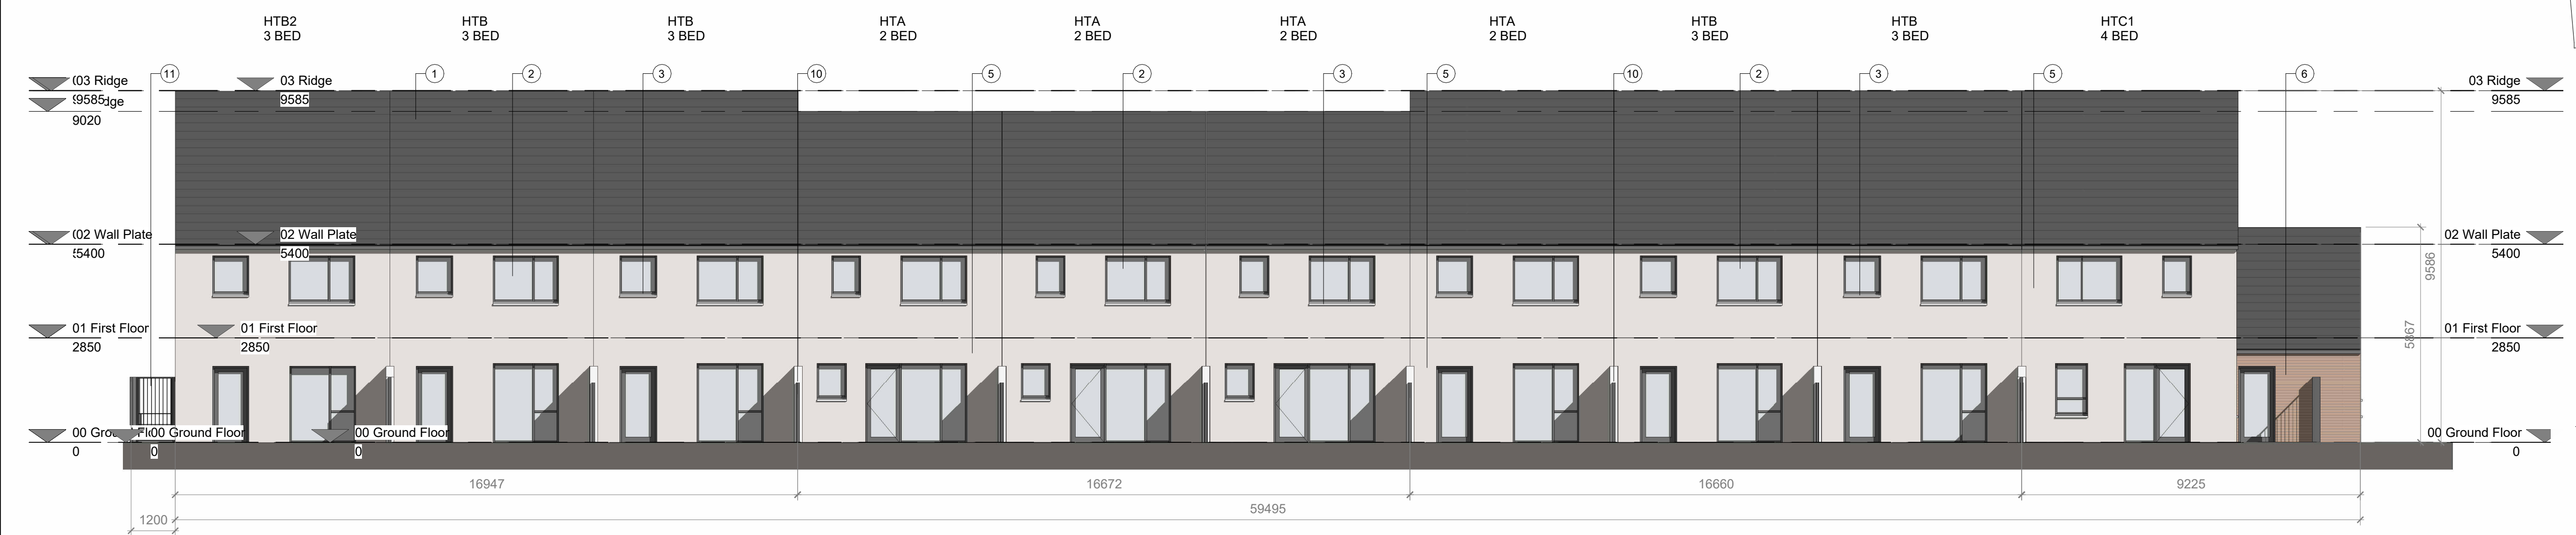 HTB2 HTB HTB HTA HTA HTA HTA HTB HTB HTC1
3 BED 3 BED 3 BED 2 BED 2 BED 2 BED 2 BED 3 BED 3 BED 4 BED
11 1 2 3 10 5 2 3 5 10 2 3 5 6
03 Ridge 03 Ridge 03 Ridge
9585 9585 9585
9020
02 Wall Plate 02 Wall Plate 02 Wall Plate
5400 5400 5400
9586
01 First Floor 01 First Floor 01 First Floor
2850 2850 2850
5867
00 Ground Floor 00 Ground Floor 00 Ground Floor
0 0 0 0
16947 16672 16660 9225
59495
1200